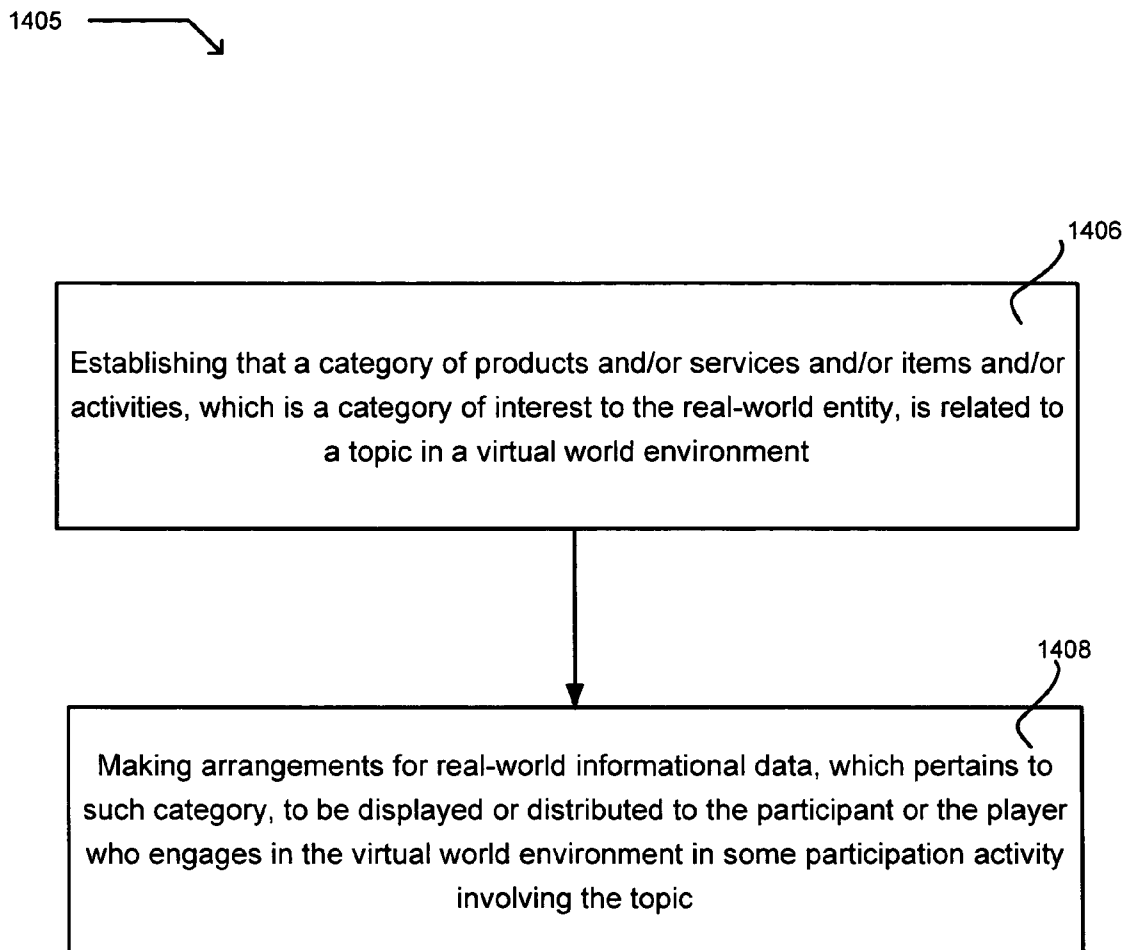 1405
1406
Establishing that a category of products and/or services and/or items and/or
activities, which is a category of interest to the real-world entity, is related to
a topic in a virtual world environment
1408
Making arrangements for real-world informational data, which pertains to
such category, to be displayed or distributed to the participant or the player
who engages in the virtual world environment in some participation activity
involving the topic